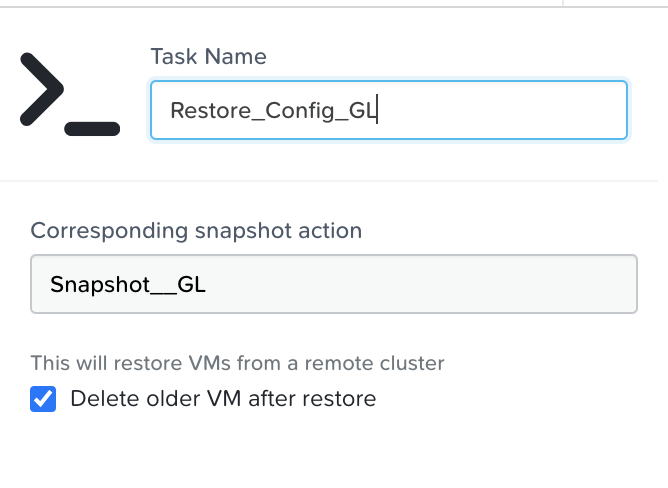 Task Name
Restore_Config_GL
Corresponding snapshot action
Snapshot__GL
This will restore VMs from a remote cluster
Delete older VM after restore